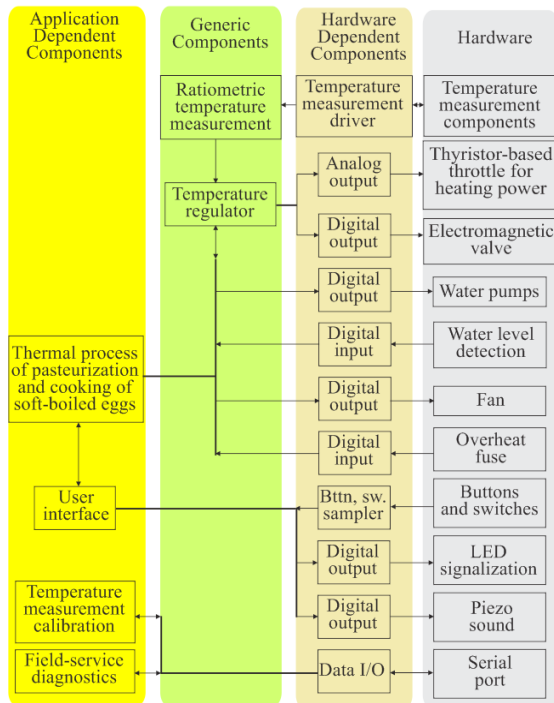 Application
Dependent
Components
Generic
Components
Hardware
Dependent
Components
Hardware
Ratiometric
temperature
measurement
Temperature
measurement
driver
Temperature
measurement
components
Temperature
regulator
Analog
output
Thyristor-based
throttle for
heating power
Digital
output
Electromagnetic
valve
Digital
output
Water pumps
Thermal process
of pasteurization
and cooking of
soft-boiled eggs
Digital
input
Water level
detection
Digital
output
Fan
Digital
input
Overheat
fuse
User
interface
Bttn, sw.
sampler
Buttons
and switches
Digital
output
LED
signalization
Digital
output
Piezo
sound
Temperature
measurement
calibration
Field-service
diagnostics
Data I/O
Serial
port